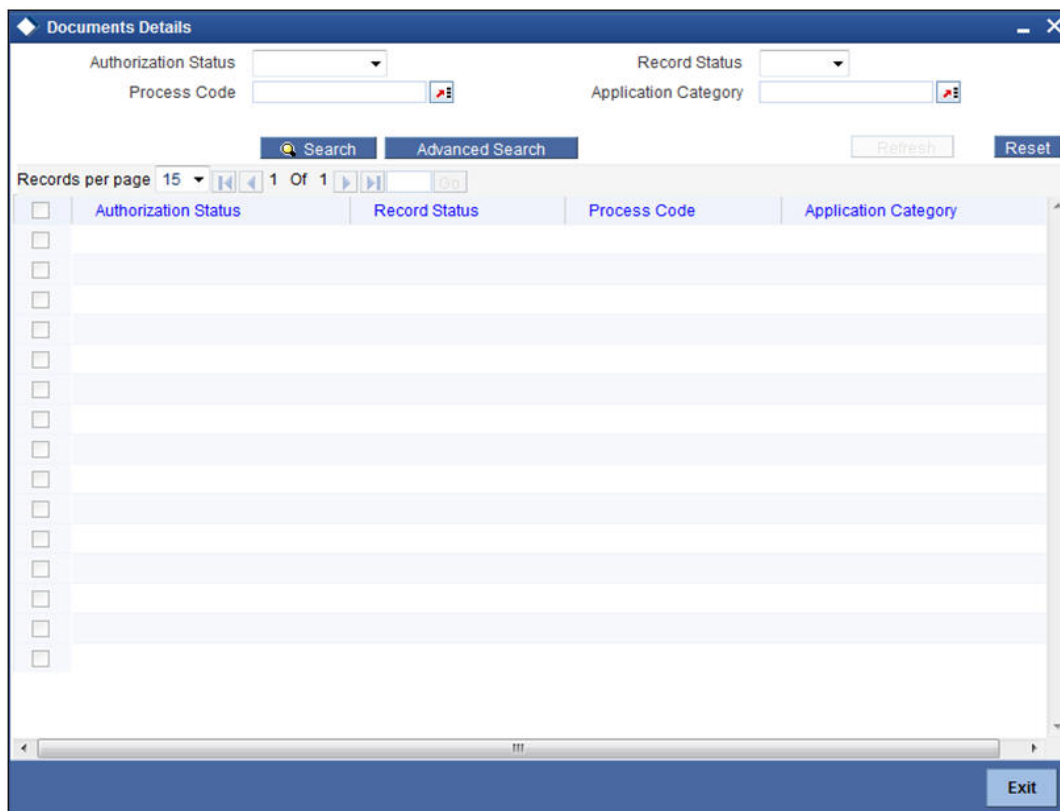 Documents Details
Authorization Status
Record Status
Process Code
Application Category
Search
Advanced Search
Refresh
Reset
Records per page 15 1 Of 1 Go
Authorization Status Record Status Process Code Application Category
Exit